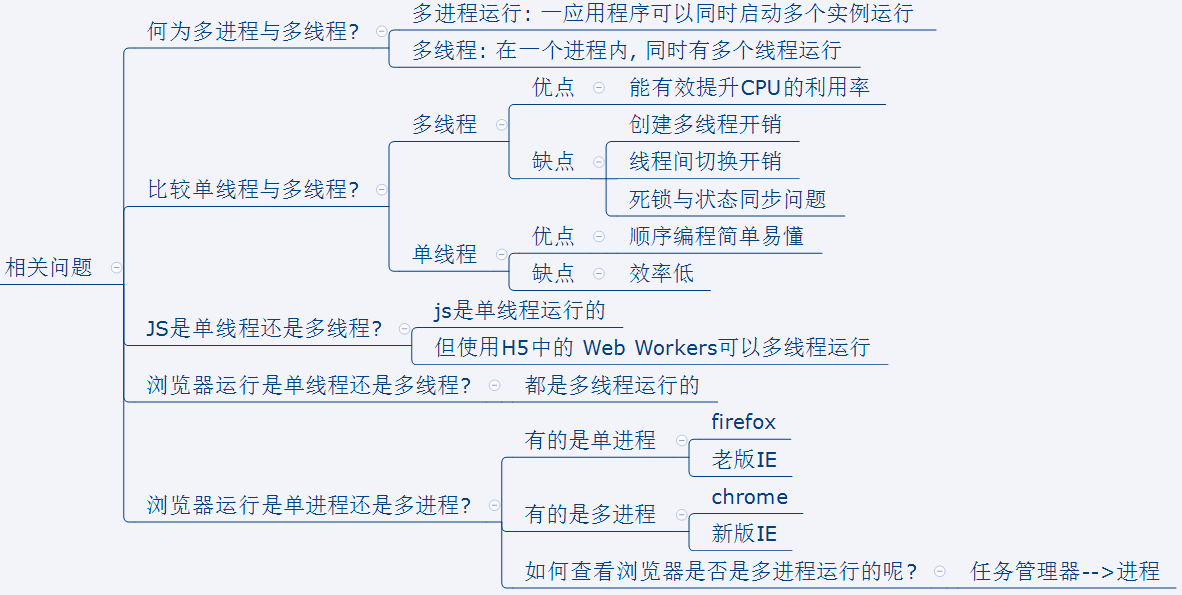 相关问题
何为多进程与多线程?
多进程运行: 一应用程序可以同时启动多个实例运行
多线程: 在一个进程内, 同时有多个线程运行
比较单线程与多线程?
多线程
优点
能有效提升CPU的利用率
缺点
创建多线程开销
线程间切换开销
死锁与状态同步问题
单线程
优点
顺序编程简单易懂
缺点
效率低
JS是单线程还是多线程?
js是单线程运行的
但使用H5中的 Web Workers可以多线程运行
浏览器运行是单线程还是多线程?
都是多线程运行的
浏览器运行是单进程还是多进程?
有的是单进程
firefox
老版IE
有的是多进程
chrome
新版IE
如何查看浏览器是否是多进程运行的呢?
任务管理器-->进程